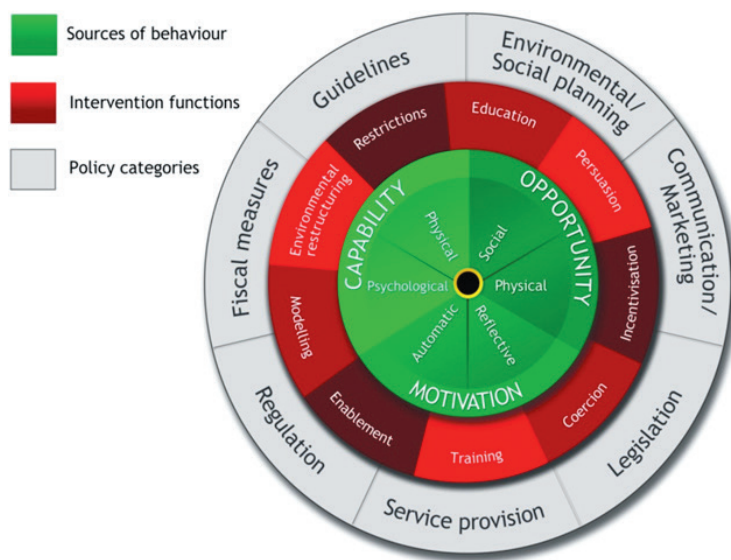 Sources of behaviour
Intervention functions
Policy categories
Guidelines
Environmental/
Social planning
Communication/
Marketing
Legislation
Service provision
Regulation
Fiscal measures
Restrictions
Education
Persuasion
Incentivisation
Coercion
Training
Enablement
Modelling
Environmental
restructuring
CAPABILITY
OPPORTUNITY
MOTIVATION
Physical
Social
Psychological
Physical
Automatic
Reflective